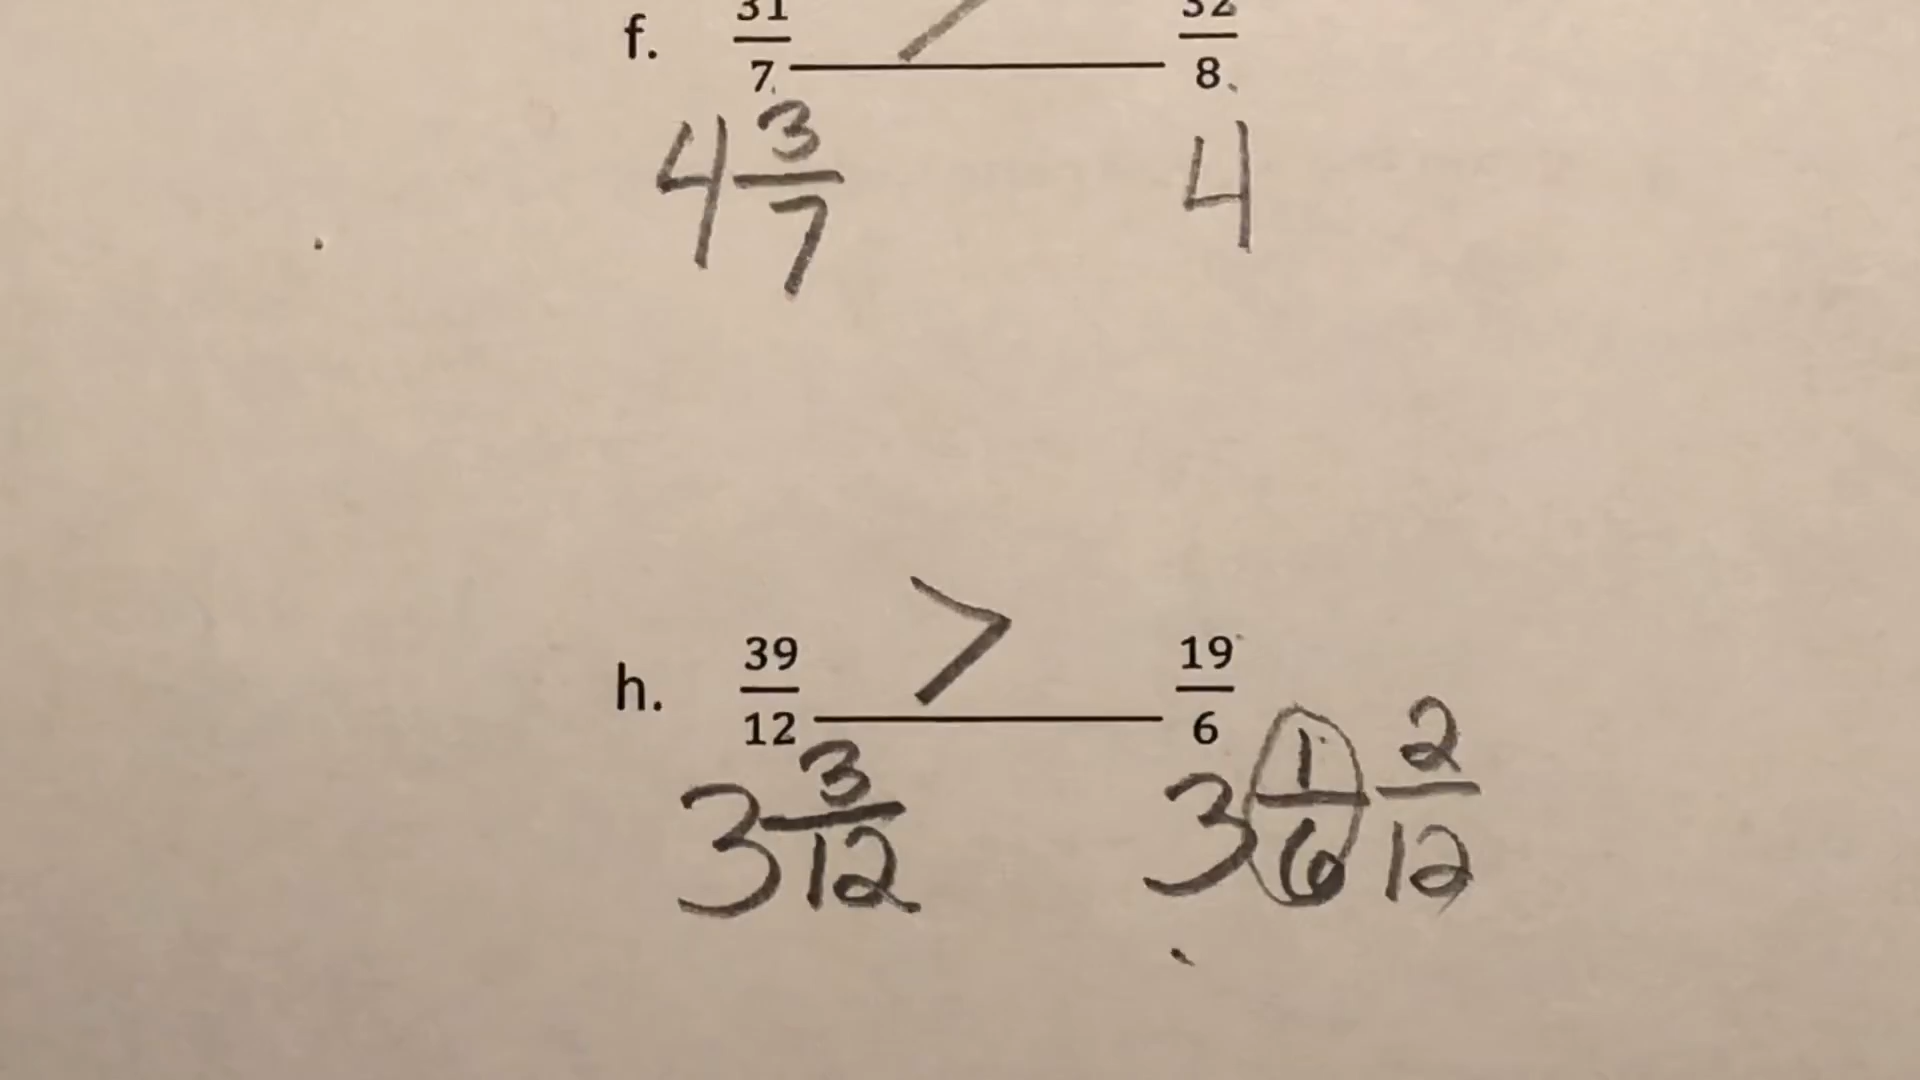 f. 31/7 > 32/8
4 3/7 4
h. 39/12 > 19/6
3 3/12 3 1/6 2/12